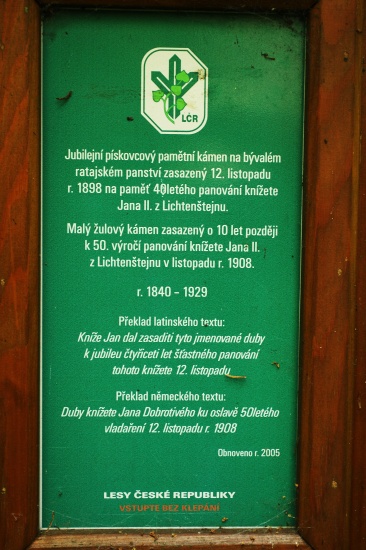 LČR
Jubilejní pískovcový pamětní kámen na bývalém
ratajském panství zasazený 12. listopadu
r. 1898 na paměť 40letého panování knížete
Jana II. z Lichtenštejnu.
Malý žulový kámen zasazený o 10 let později
k 50. výročí panování knížete Jana II.
z Lichtenštejnu v listopadu r. 1908.
r. 1840 – 1929
Překlad latinského textu:
Kníže Jan dal zasaditi tyto jmenované duby
k jubileu čtyřiceti let šťastného panování
tohoto knížete 12. listopadu
Překlad německého textu:
Duby knížete Jana Dobrotivého ku oslavě 50letého
vladaření 12. listopadu r. 1908
Obnoveno r. 2005
LESY ČESKÉ REPUBLIKY
VSTUPTE BEZ KLEPÁNÍ